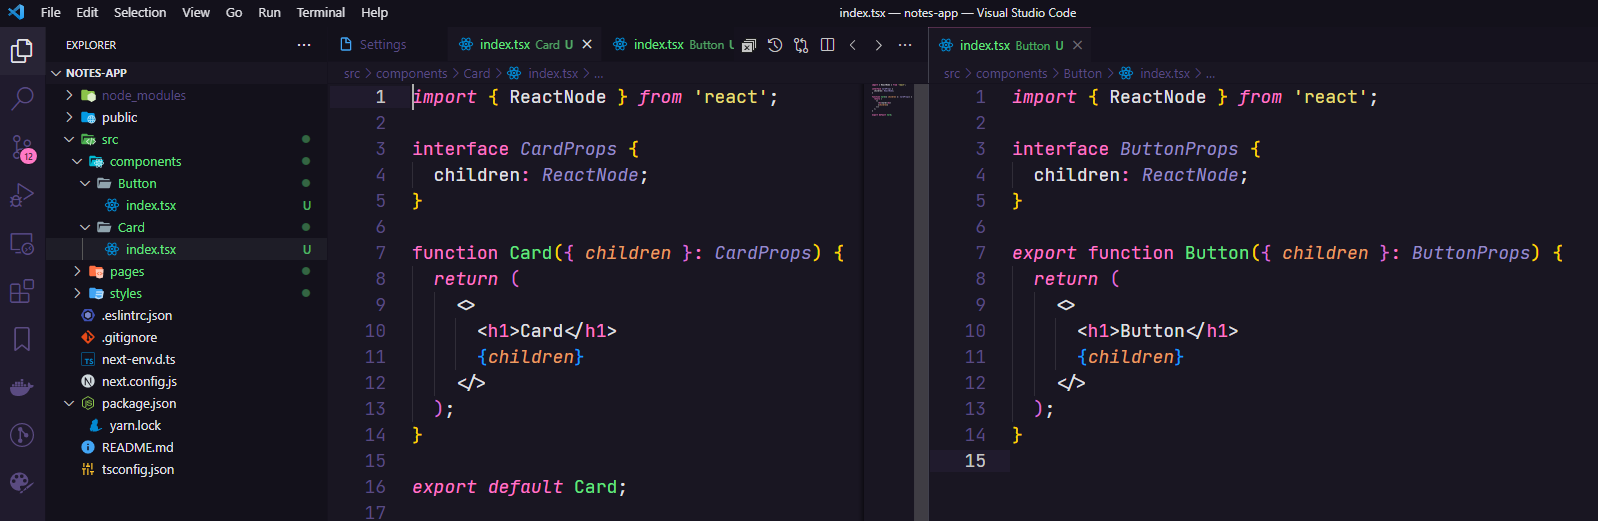 File Edit Selection View Go Run Terminal Help
index.tsx — notes-app — Visual Studio Code
EXPLORER
NOTES-APP
node_modules
public
src
components
Button
index.tsx U
Card
index.tsx U
pages
styles
.eslintrc.json
.gitignore
next-env.d.ts
next.config.js
package.json
yarn.lock
README.md
tsconfig.json
12
Settings
index.tsx Card U
index.tsx Button U
src > components > Card > index.tsx > ...
1 import { ReactNode } from 'react';
2
3 interface CardProps {
4 children: ReactNode;
5 }
6
7 function Card({ children }: CardProps) {
8 return (
9 <>
10 <h1>Card</h1>
11 {children}
12 </>
13 );
14 }
15
16 export default Card;
17
index.tsx Button U
src > components > Button > index.tsx > ...
1 import { ReactNode } from 'react';
2
3 interface ButtonProps {
4 children: ReactNode;
5 }
6
7 export function Button({ children }: ButtonProps) {
8 return (
9 <>
10 <h1>Button</h1>
11 {children}
12 </>
13 );
14 }
15